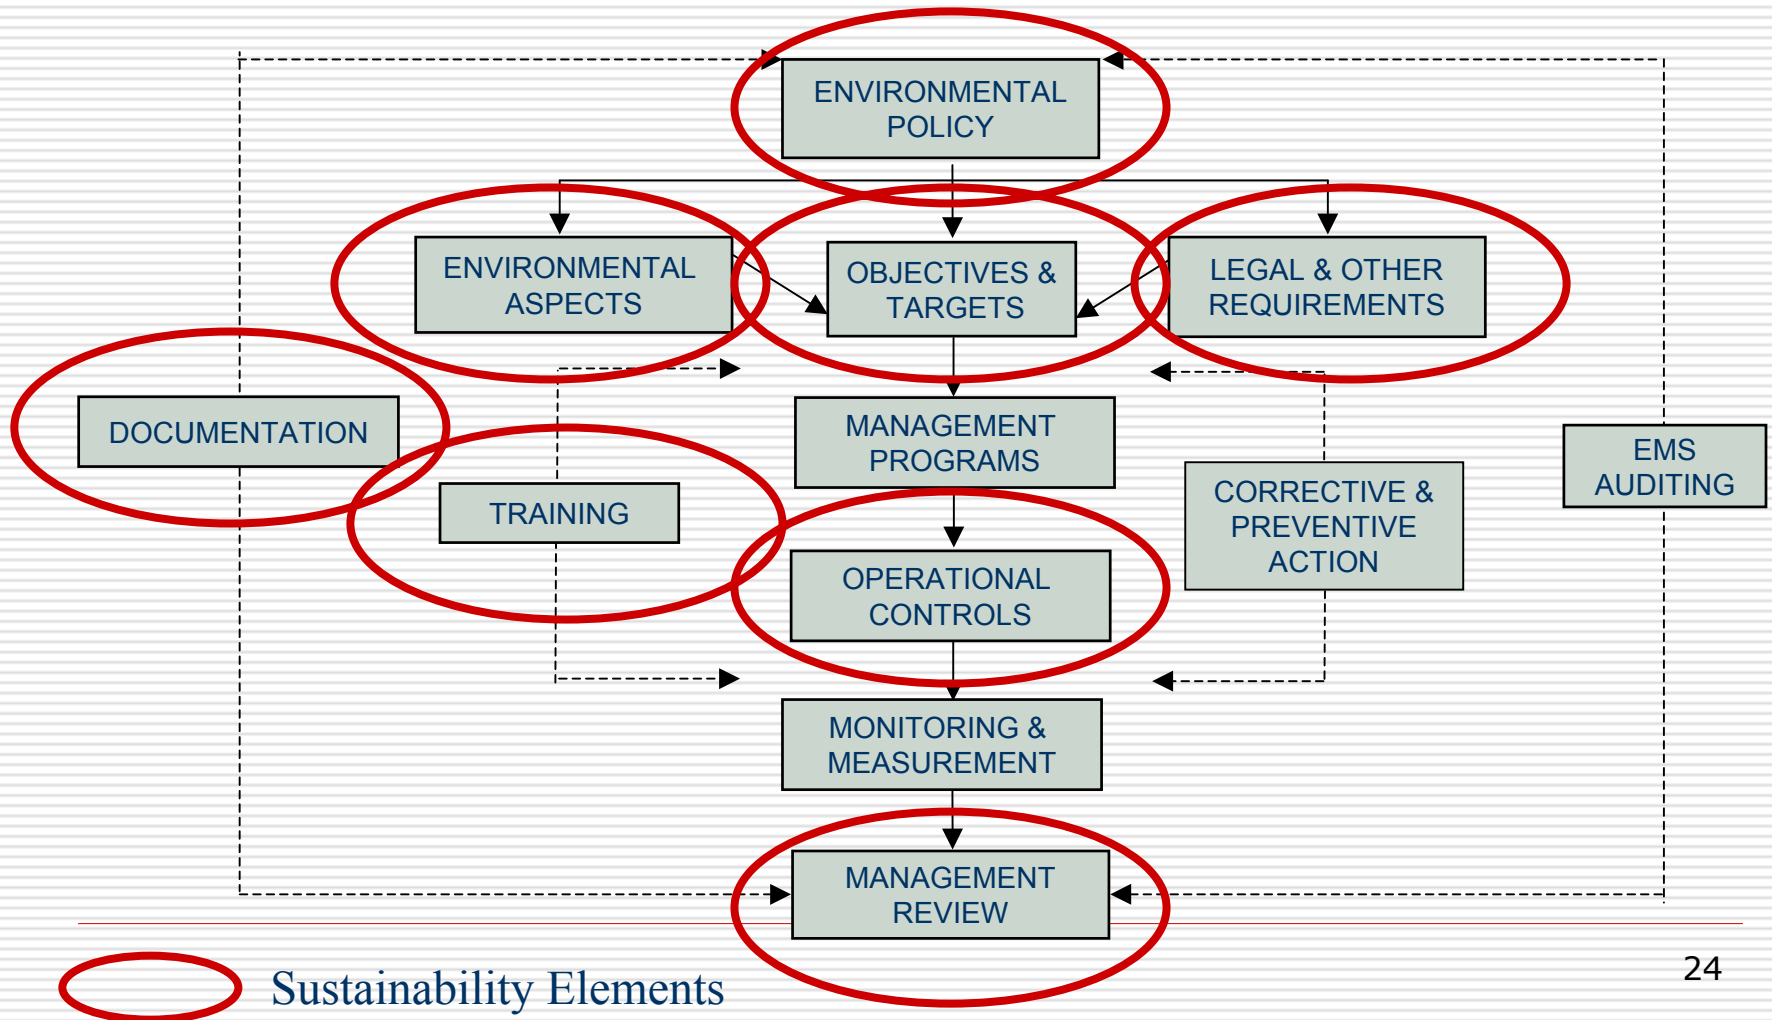 ENVIRONMENTAL
POLICY
ENVIRONMENTAL
ASPECTS
OBJECTIVES &
TARGETS
LEGAL & OTHER
REQUIREMENTS
DOCUMENTATION
MANAGEMENT
PROGRAMS
EMS
AUDITING
TRAINING
CORRECTIVE &
PREVENTIVE
ACTION
OPERATIONAL
CONTROLS
MONITORING &
MEASUREMENT
MANAGEMENT
REVIEW
Sustainability Elements
24